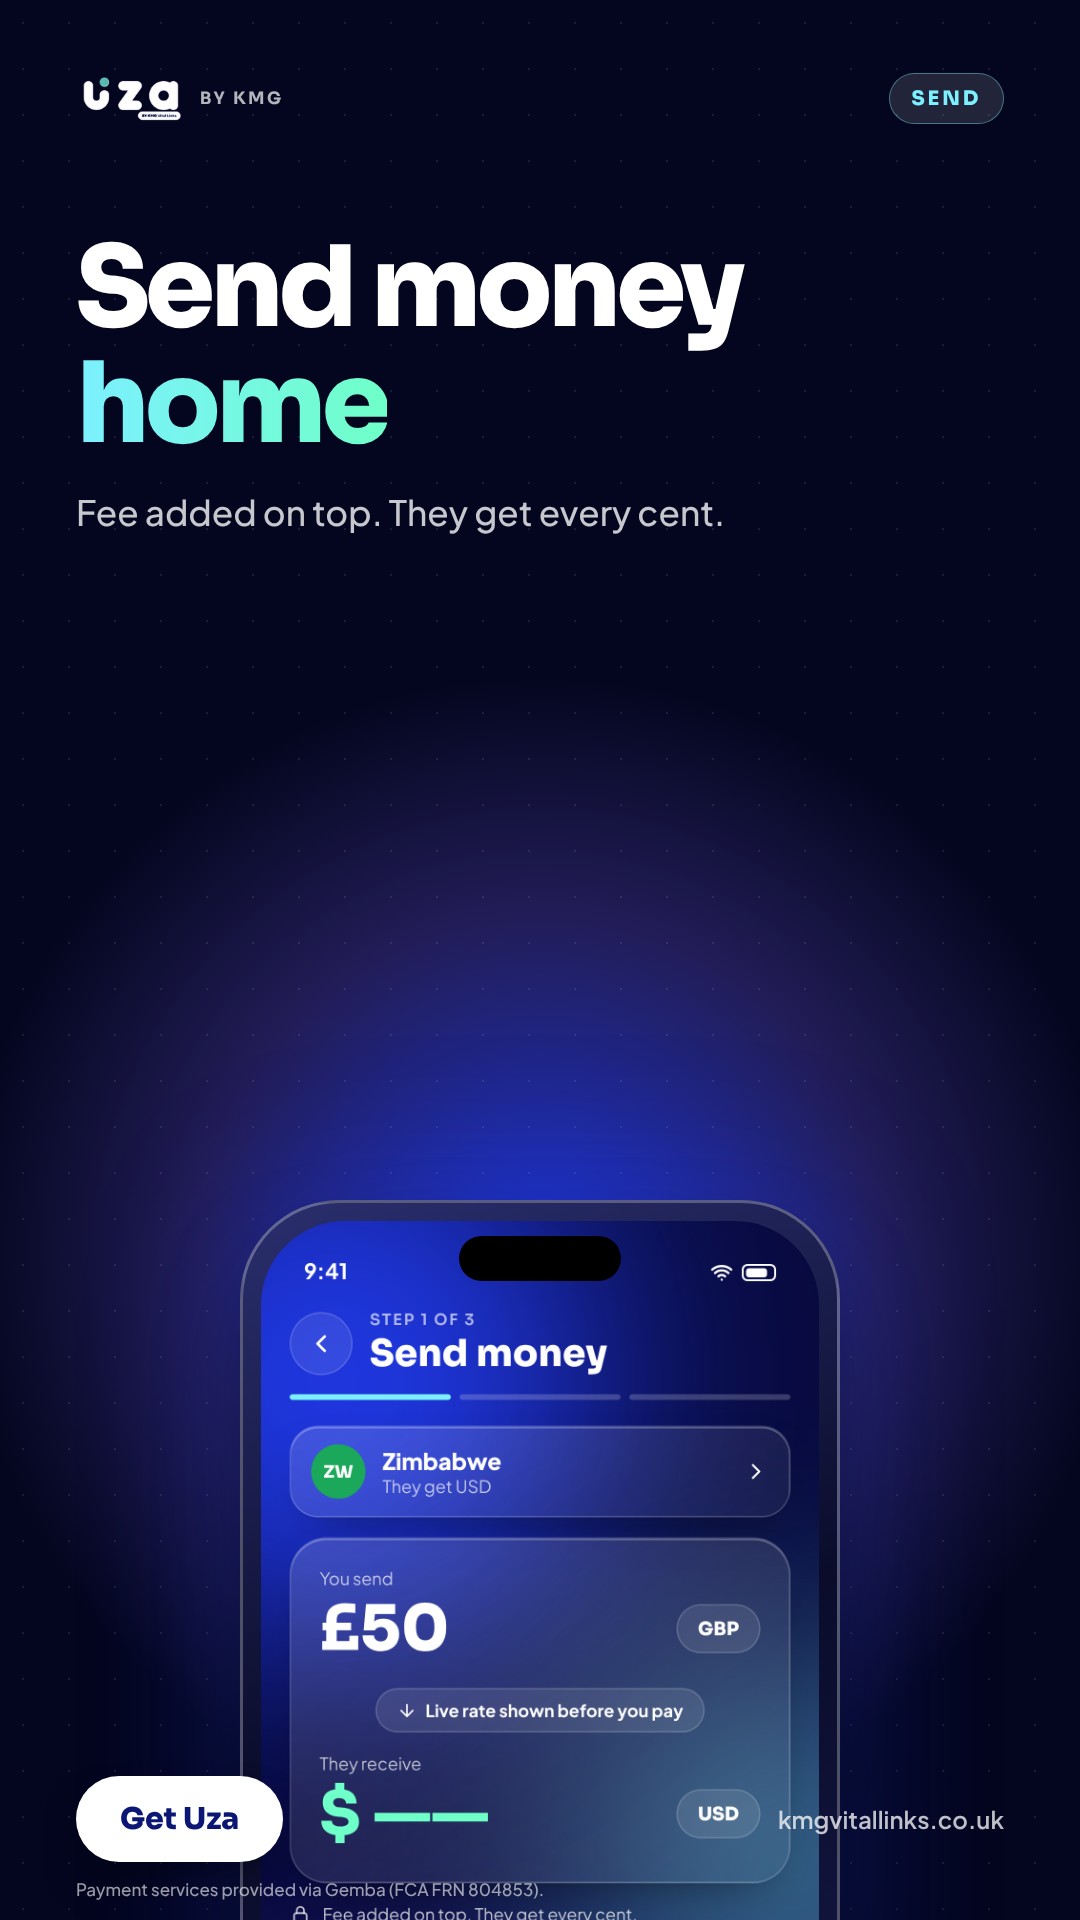 uza
BY KMG
SEND
Send money
home
Fee added on top. They get every cent.
9:41
STEP 1 OF 3
Send money
ZW
Zimbabwe
They get USD
You send
£50
GBP
↓ Live rate shown before you pay
They receive
$ ——
USD
Get Uza
kmgvitallinks.co.uk
Payment services provided via Gemba (FCA FRN 804853).
Fee added on top. They get every cent.